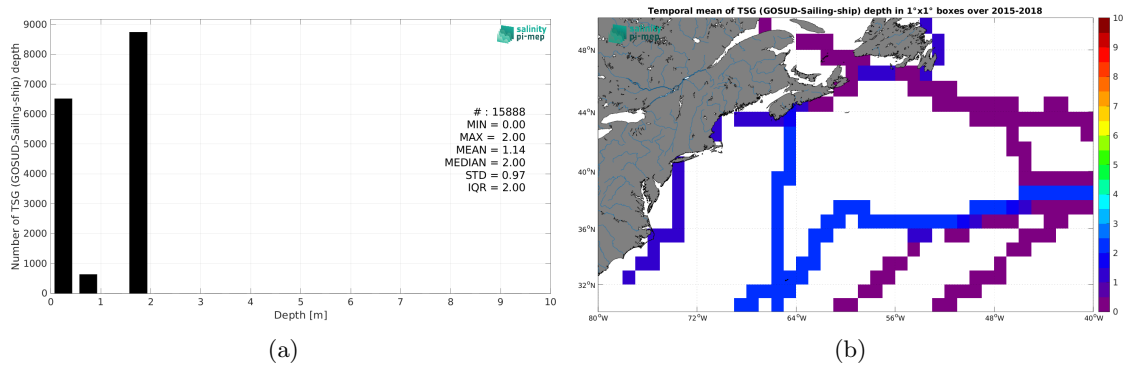 9000
8000
7000
6000
5000
4000
3000
2000
1000
0
Number of TSG (GOSUD-Sailing-ship) depth
salinity
pi-mep
# : 15888
MIN = 0.00
MAX = 2.00
MEAN = 1.14
MEDIAN = 2.00
STD = 0.97
IQR = 2.00
0 1 2 3 4 5 6 7 8 9 10
Depth [m]
(a)
Temporal mean of TSG (GOSUD-Sailing-ship) depth in 1°x1° boxes over 2015-2018
salinity
pi-mep
48°N
44°N
40°N
36°N
32°N
80°W 72°W 64°W 56°W 48°W 40°W
10
9
8
7
6
5
4
3
2
1
0
(b)